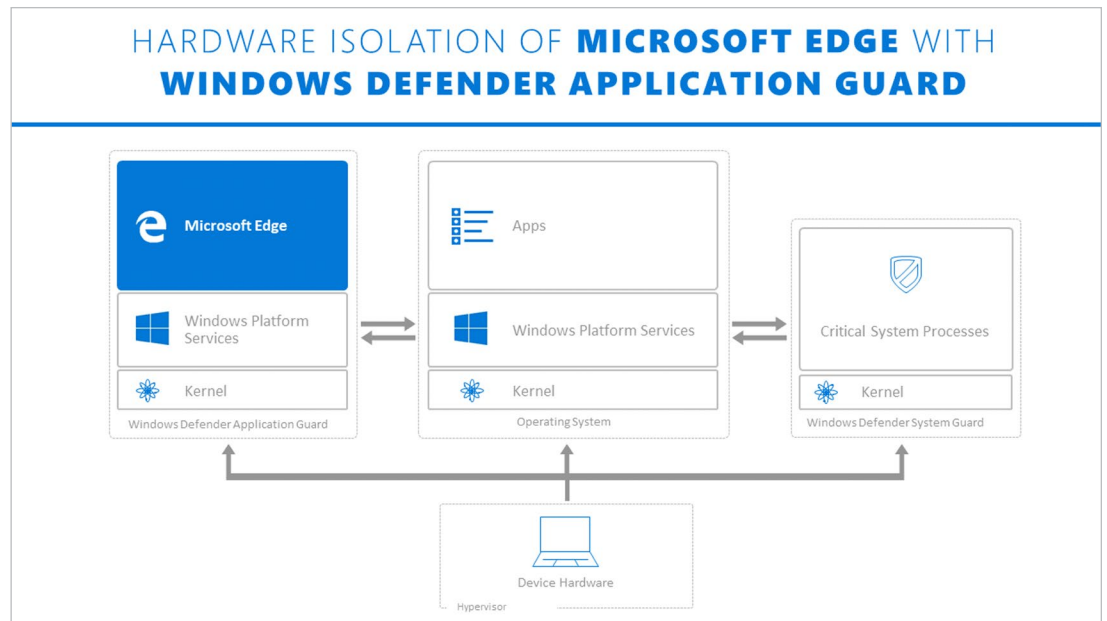 HARDWARE ISOLATION OF MICROSOFT EDGE WITH
WINDOWS DEFENDER APPLICATION GUARD
Microsoft Edge
Windows Platform
Services
Kernel
Windows Defender Application Guard
Apps
Windows Platform Services
Kernel
Operating System
Critical System Processes
Kernel
Windows Defender System Guard
Device Hardware
Hypervisor